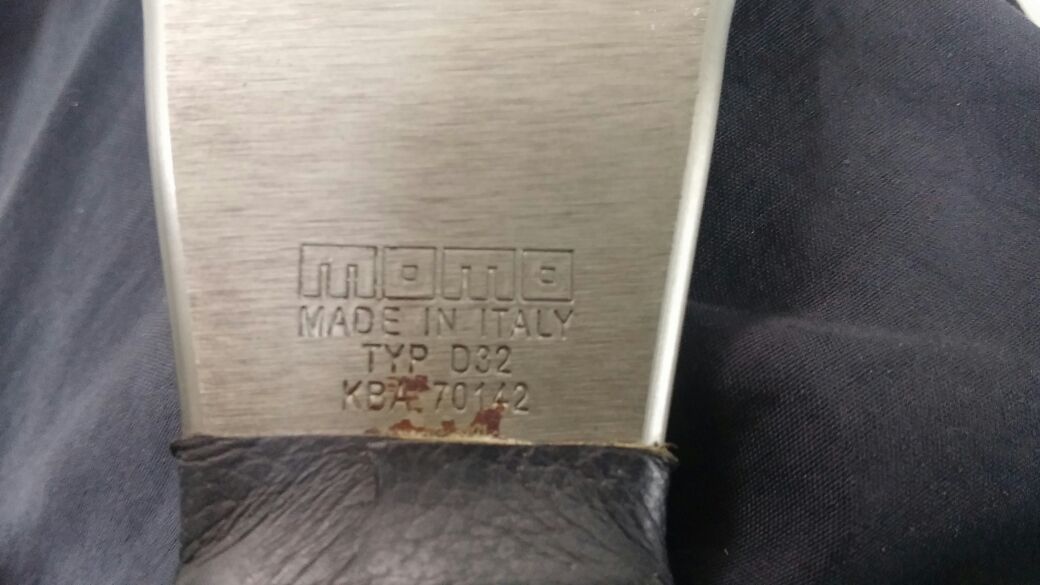 momo
MADE IN ITALY
TYP D32
KBA 70142